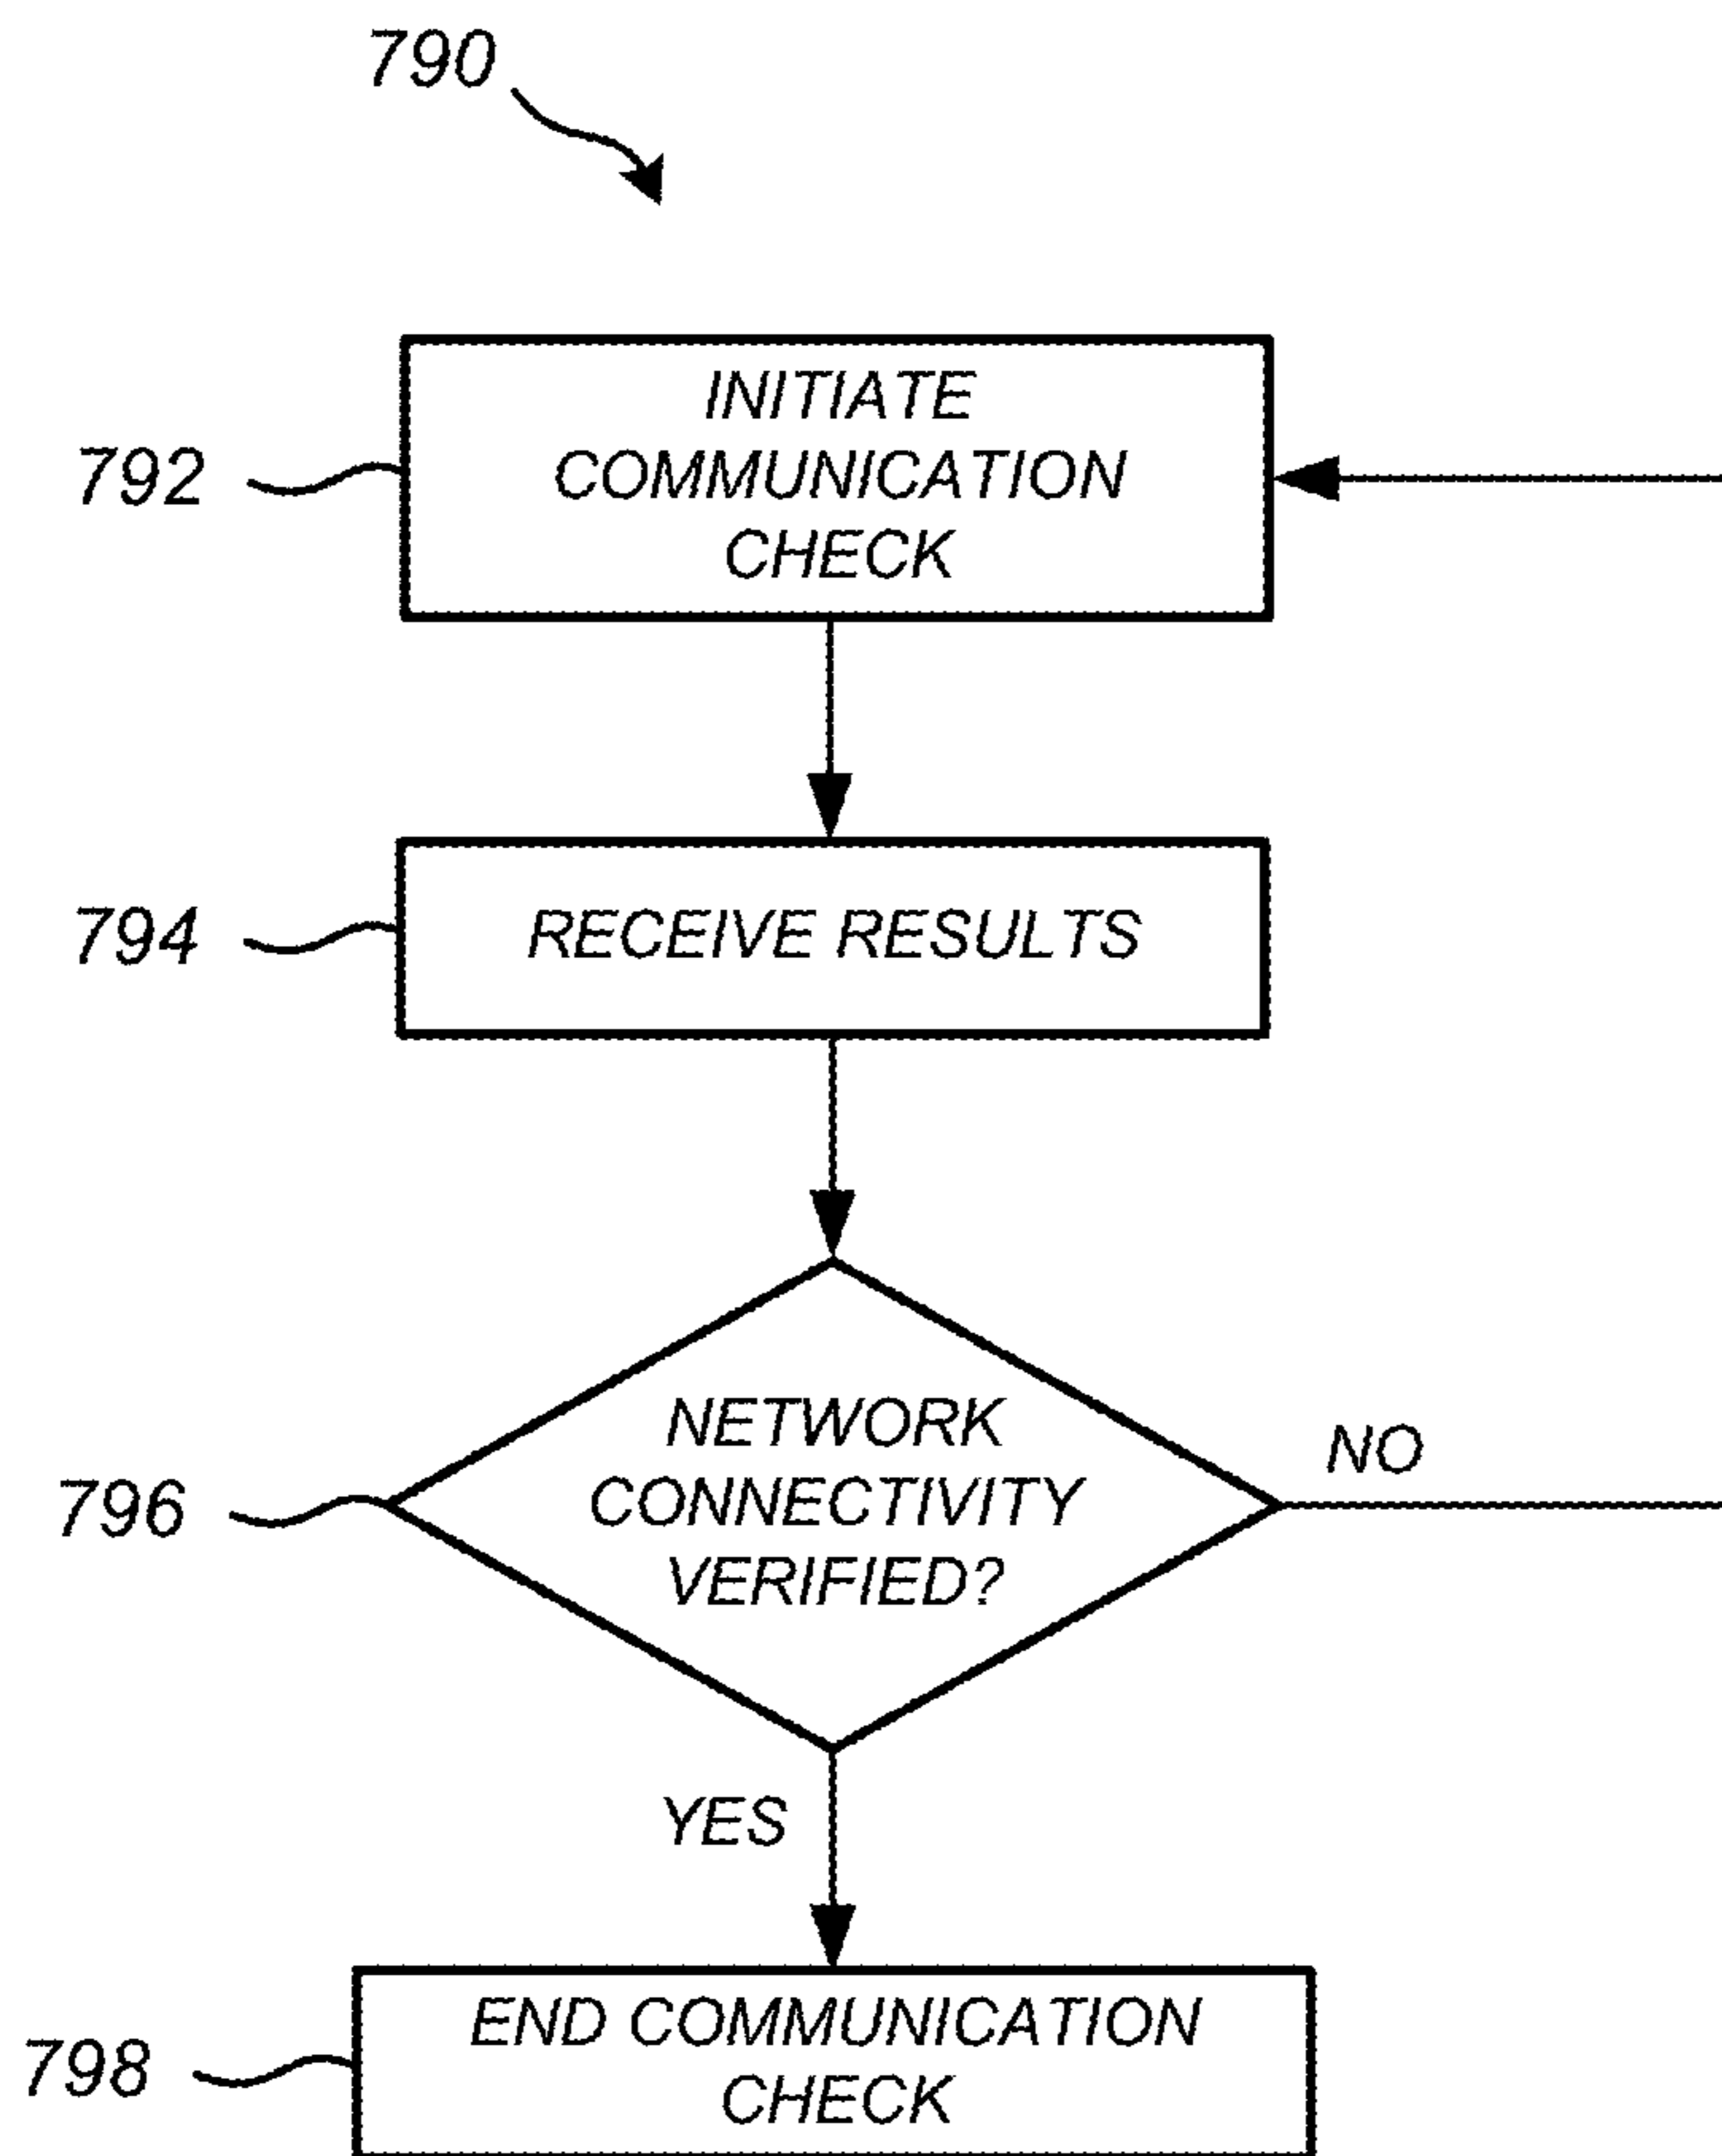 790
INITIATE
COMMUNICATION
CHECK
792
RECEIVE RESULTS
794
NETWORK
CONNECTIVITY
VERIFIED?
796
NO
YES
END COMMUNICATION
CHECK
798